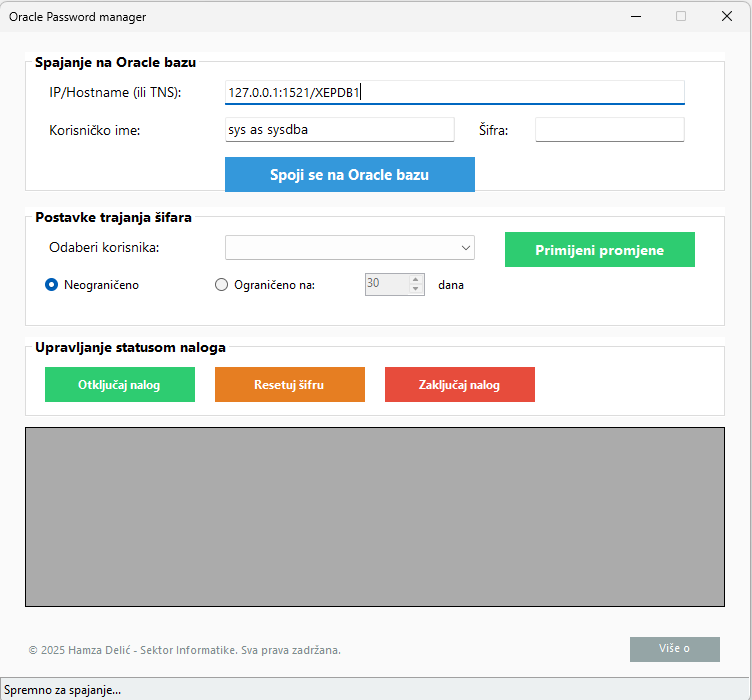 Oracle Password manager
Spajanje na Oracle bazu
IP/Hostname (ili TNS): 127.0.0.1:1521/XEPDB1
Korisničko ime: sys as sysdba Šifra:
Spoji se na Oracle bazu
Postavke trajanja šifara
Odaberi korisnika: Primijeni promjene
Neograničeno Ograničeno na: 30 dana
Upravljanje statusom naloga
Otključaj nalog Resetuj šifru Zaključaj nalog
© 2025 Hamza Delić - Sektor Informatike. Sva prava zadržana. Više o
Spremno za spajanje...